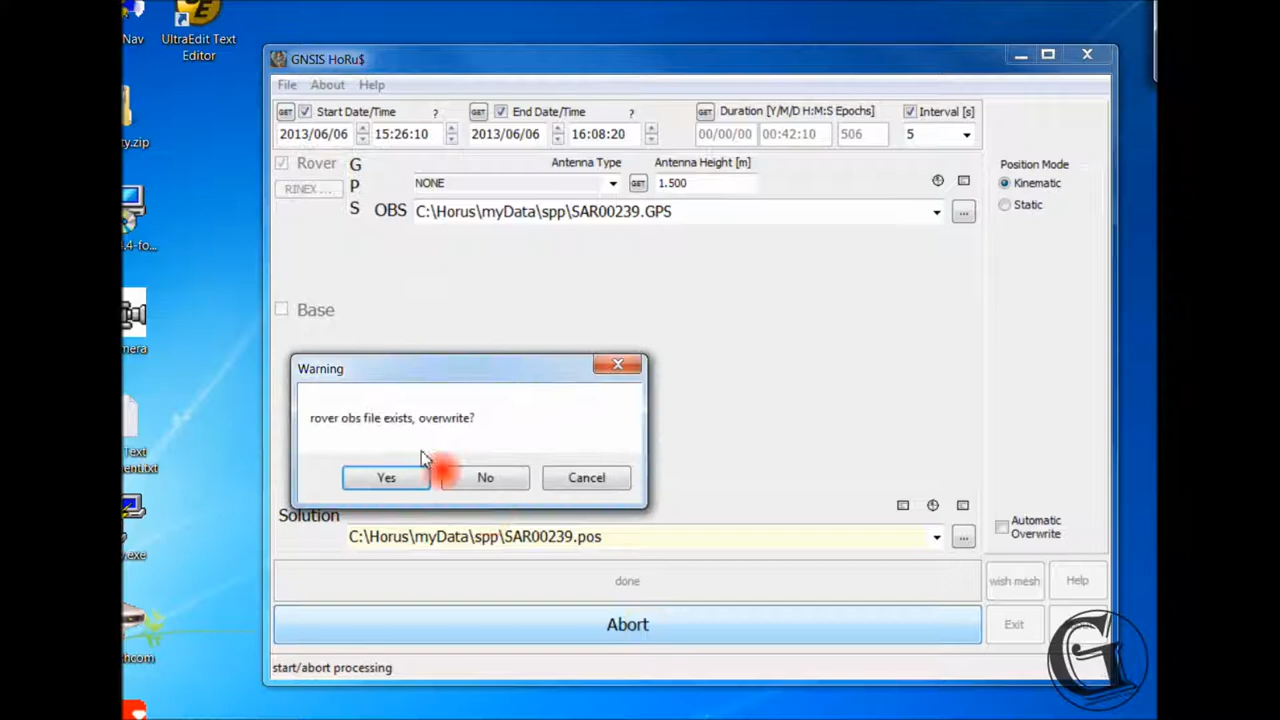 Nav
UltraEdit Text
Editor
ty.zip
4.4-fo...
mera
Text
ent.txt
y.exe
GNSIS HoRu$
File About Help
GET Start Date/Time ? GET End Date/Time ? GET Duration [Y/M/D H:M:S Epochs] Interval [s]
2013/06/06 15:26:10 2013/06/06 16:08:20 00/00/00 00:42:10 506 5
Rover
RINEX ...
G
P
S
Antenna Type Antenna Height [m]
NONE GET 1.500
OBS C:\Horus\myData\spp\SAR00239.GPS ...
Position Mode
Kinematic
Static
Base
Warning
rover obs file exists, overwrite?
Yes No Cancel
Solution
C:\Horus\myData\spp\SAR00239.pos ...
Automatic
Overwrite
done
wish mesh Help
Abort
Exit
start/abort processing
G